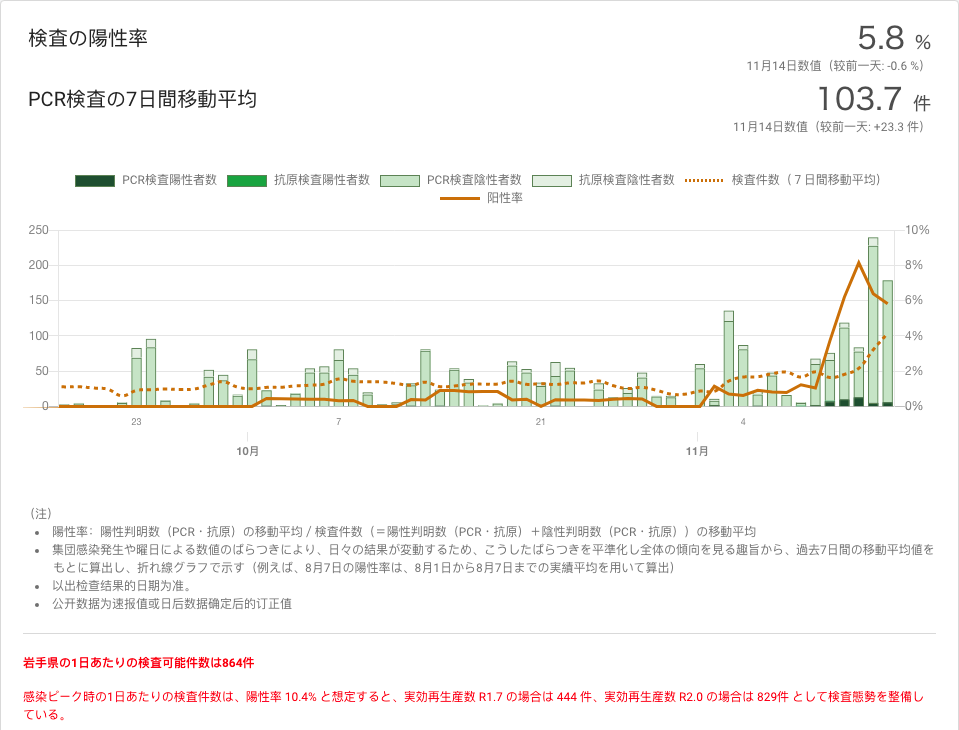 検査の陽性率
5.8 %
11月14日数值（较前一天: -0.6 %）
PCR検査の7日間移動平均
103.7 件
11月14日数值（较前一天: +23.3 件）
PCR検査陽性者数 抗原検査陽性者数 PCR検査陰性者数 抗原検査陰性者数 検査件数（７日間移動平均）
阳性率
250 10%
200 8%
150 6%
100 4%
50 2%
0 0%
23 7 21 4
10月 11月
（注）
陽性率：陽性判明数（PCR・抗原）の移動平均 / 検査件数（＝陽性判明数（PCR・抗原）＋陰性判明数（PCR・抗原））の移動平均
集団感染発生や曜日による数値のばらつきにより、日々の結果が変動するため、こうしたばらつきを平準化し全体の傾向を見る趣旨から、過去7日間の移動平均値を
もとに算出し、折れ線グラフで示す（例えば、8月7日の陽性率は、8月1日から8月7日までの実績平均を用いて算出）
以出检查结果的日期为准。
公开数据为速报值或日后数据确定后的订正值
岩手県の1日あたりの検査可能件数は864件
感染ピーク時の1日あたりの検査件数は、陽性率 10.4% と想定すると、実効再生産数 R1.7 の場合は 444 件、実効再生産数 R2.0 の場合は 829件 として検査態勢を整備し
ている。